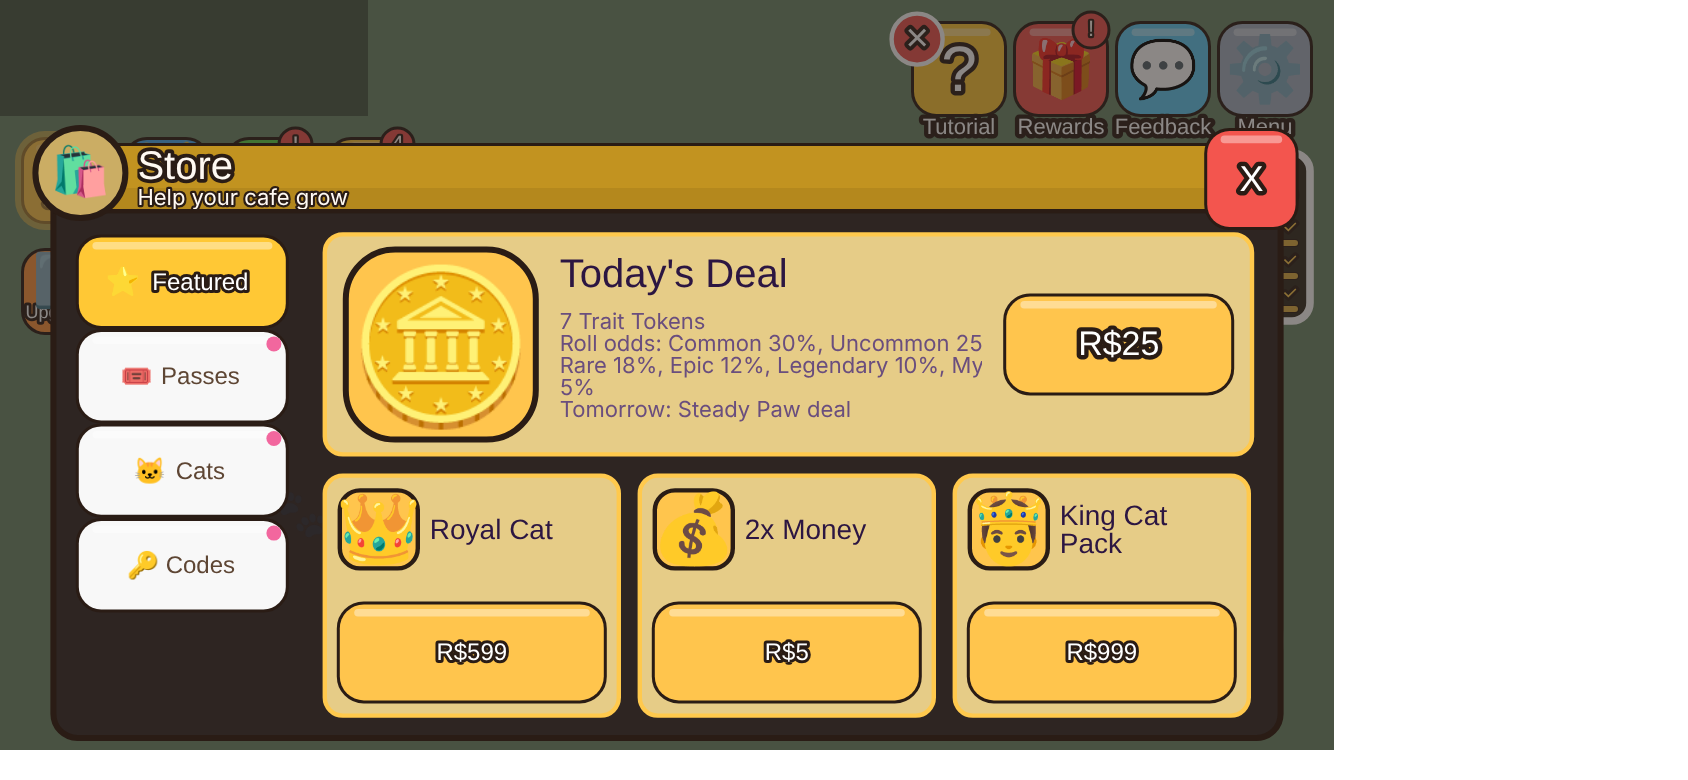 ?
!
Tutorial
Rewards
Feedback
Menu
!
4
Store
Help your cafe grow
X
Featured
Passes
Cats
Codes
Today's Deal
7 Trait Tokens
Roll odds: Common 30%, Uncommon 25
Rare 18%, Epic 12%, Legendary 10%, My
5%
Tomorrow: Steady Paw deal
R$25
Royal Cat
R$599
2x Money
R$5
King Cat
Pack
R$999